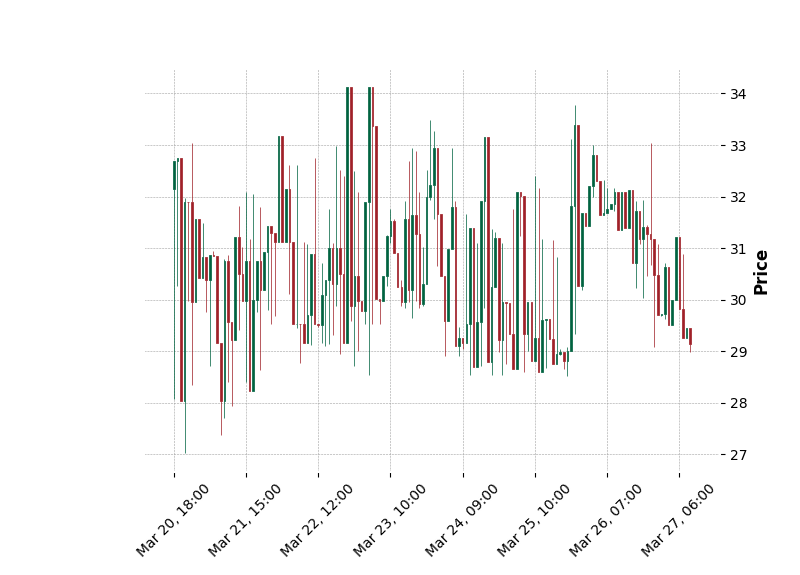 34
33
32
31
30
29
28
27
Price
Mar 20, 18:00
Mar 21, 15:00
Mar 22, 12:00
Mar 23, 10:00
Mar 24, 09:00
Mar 25, 10:00
Mar 26, 07:00
Mar 27, 06:00